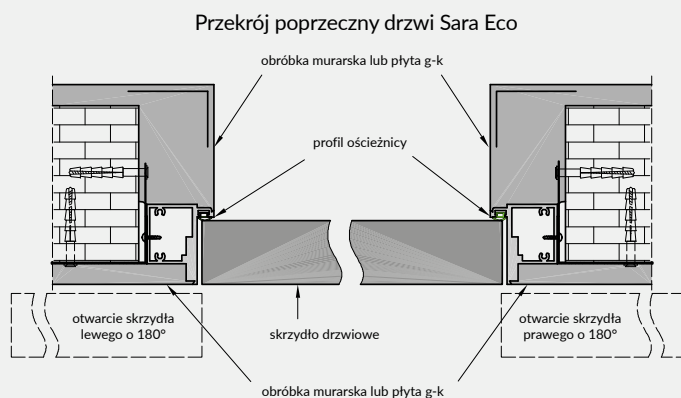 Przekrój poprzeczny drzwi Sara Eco
obróbka murarska lub płyta g-k
profil ościeżnicy
otwarcie skrzydła
lewego o 180°
skrzydło drzwiowe
otwarcie skrzydła
prawego o 180°
obróbka murarska lub płyta g-k